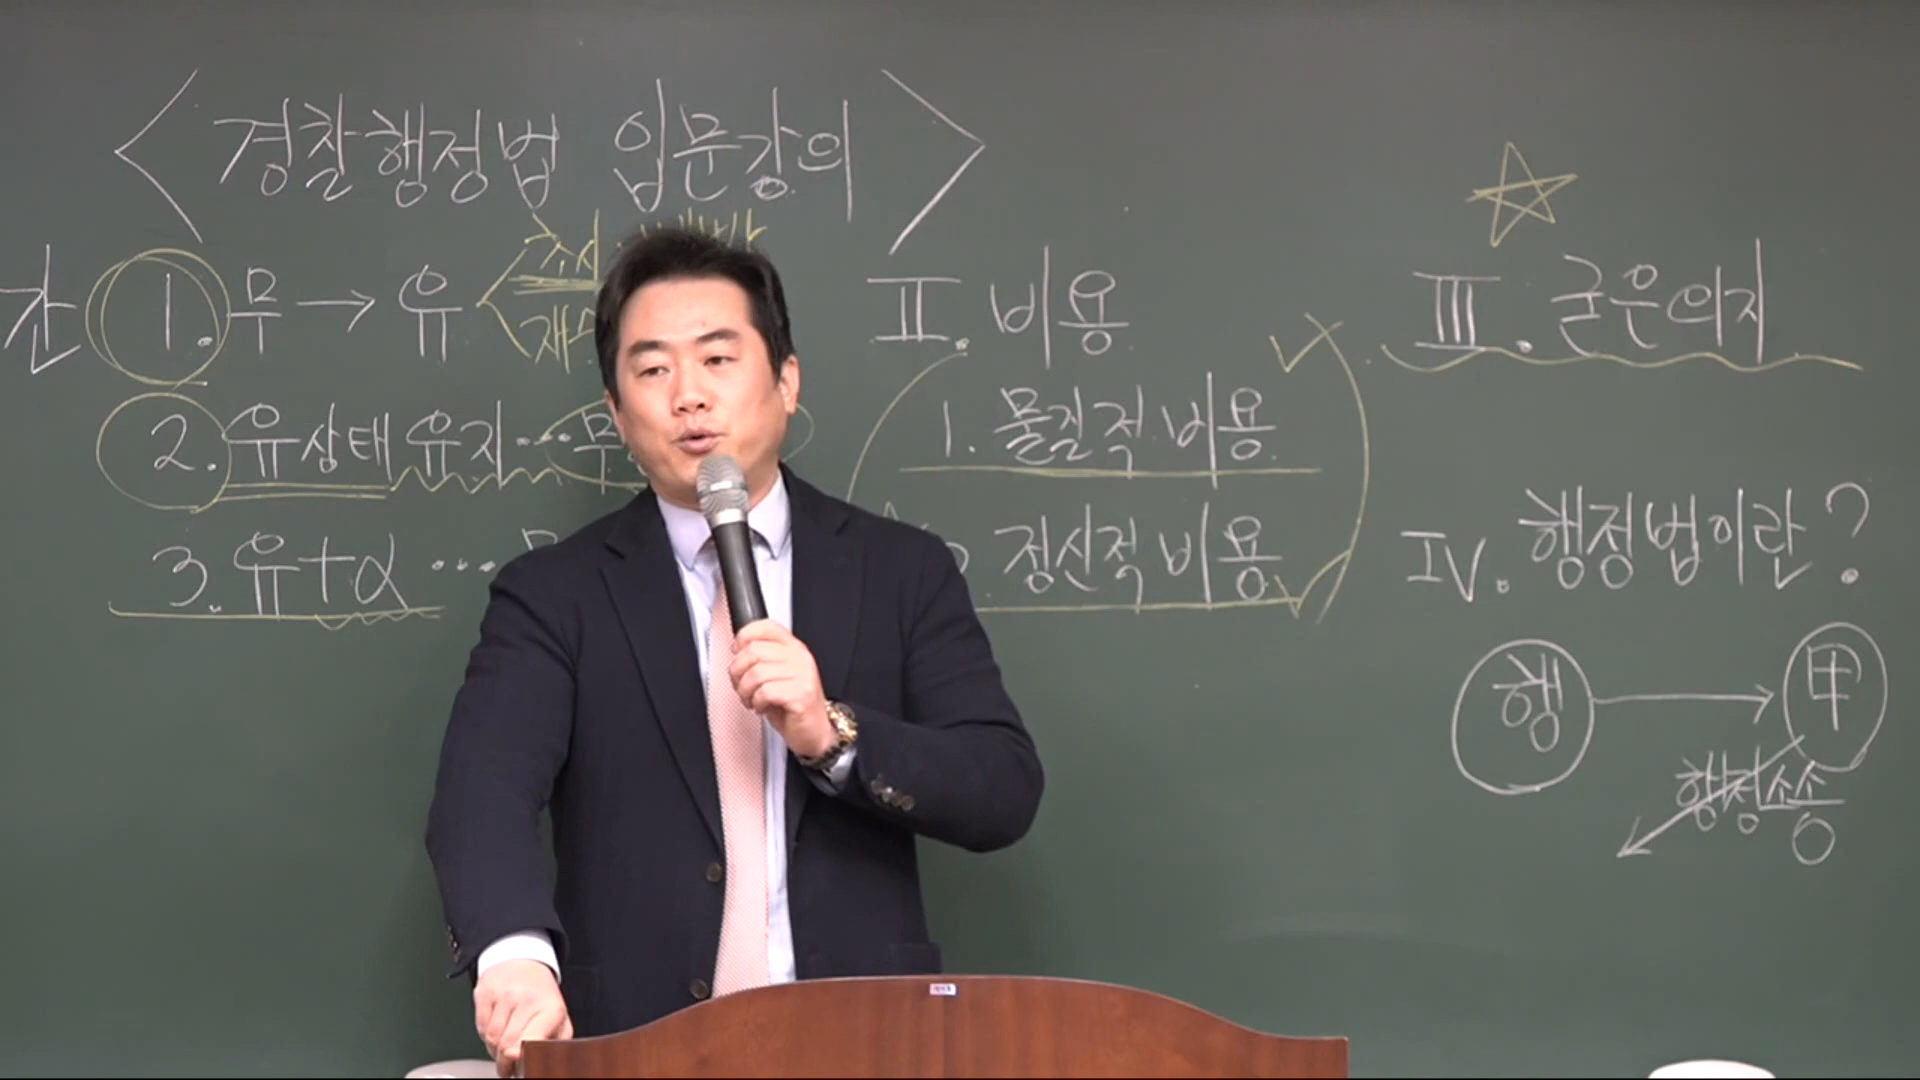 <경찰행정법 입문강의>
간
1. 무 → 유
2. 유상태 유지 ... 무
3. 유+α ...
II. 비용
1. 물질적 비용
정신적 비용
III. 굳은의지
IV. 행정법이란?
행 → 甲
행정소송